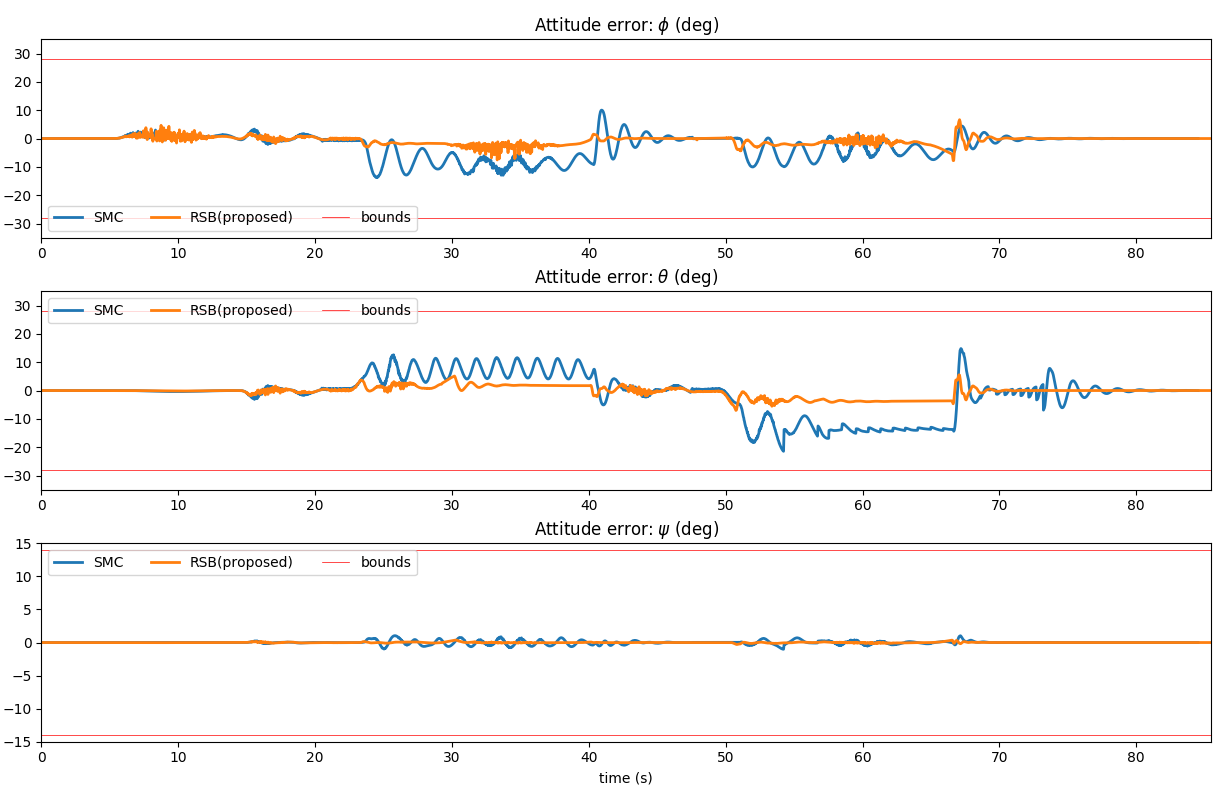 Attitude error: ϕ (deg)
30
20
10
0
−10
−20
−30
SMC RSB(proposed) bounds
0 10 20 30 40 50 60 70 80
Attitude error: θ (deg)
30
20
10
0
−10
−20
−30
SMC RSB(proposed) bounds
0 10 20 30 40 50 60 70 80
Attitude error: ψ (deg)
15
10
5
0
−5
−10
−15
SMC RSB(proposed) bounds
0 10 20 30 40 50 60 70 80
time (s)